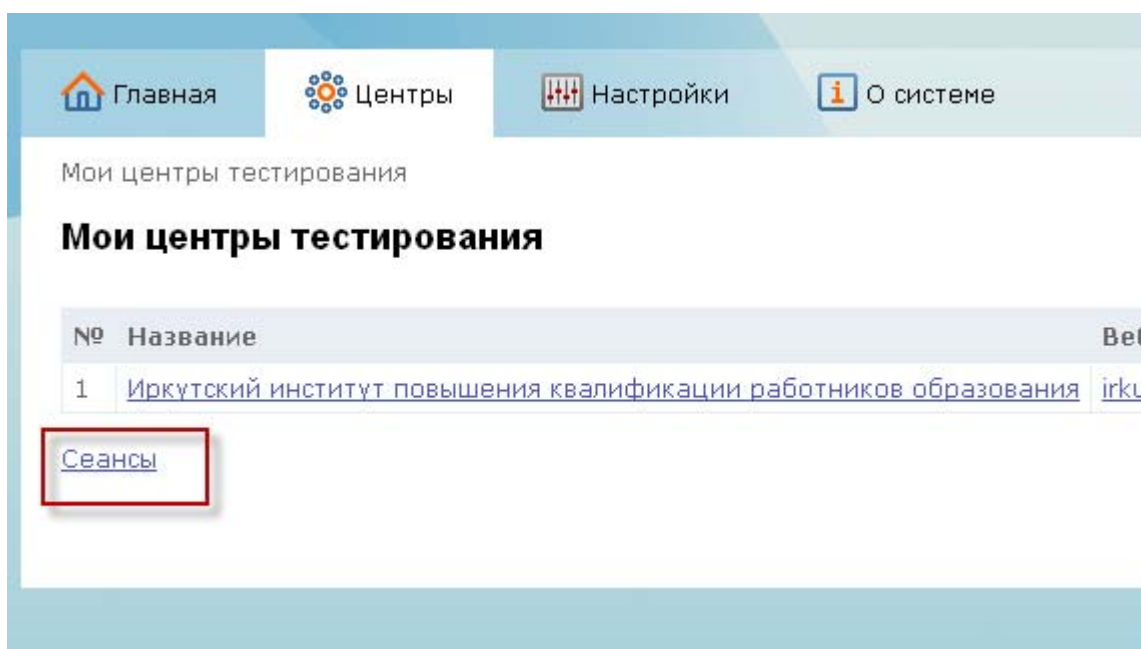 Главная Центры Настройки О системе
Мои центры тестирования
Мои центры тестирования
№ Название
1 Иркутский институт повышения квалификации работников образования
Сеансы